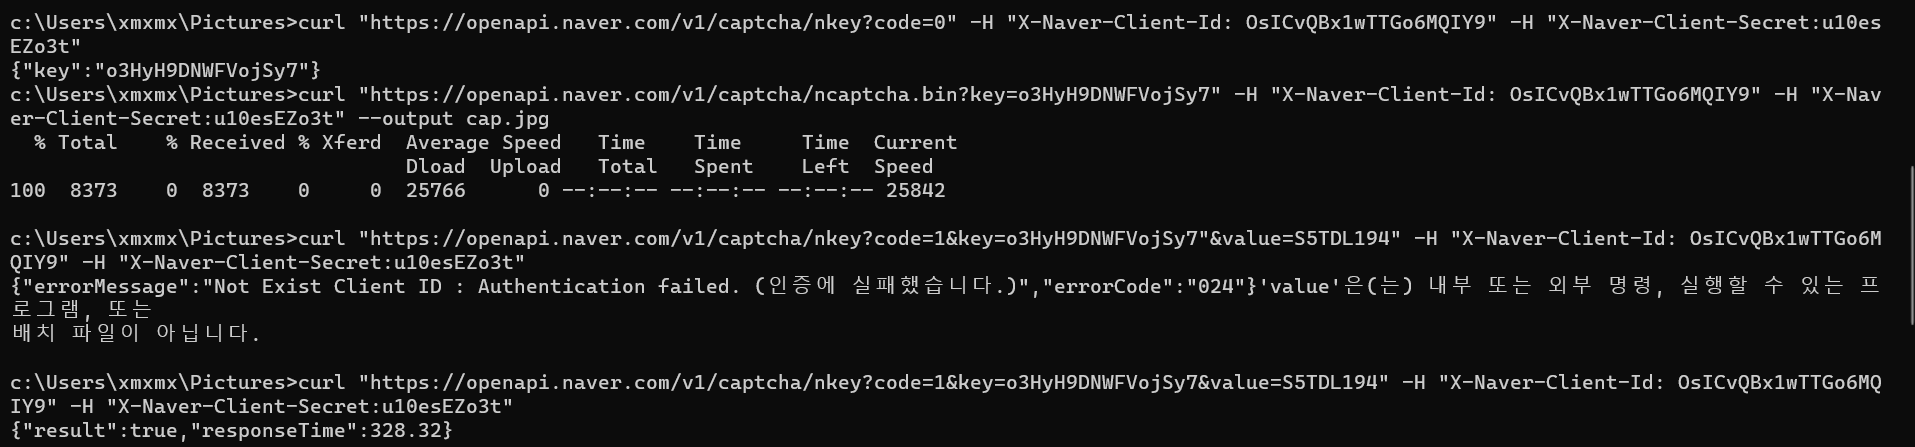 c:\Users\xmxmx\Pictures>curl "https://openapi.naver.com/v1/captcha/nkey?code=0" -H "X-Naver-Client-Id: OsICvQBx1wTTGo6MQIY9" -H "X-Naver-Client-Secret:u10es
EZo3t"
{"key":"o3HyH9DNWFVojSy7"}
c:\Users\xmxmx\Pictures>curl "https://openapi.naver.com/v1/captcha/ncaptcha.bin?key=o3HyH9DNWFVojSy7" -H "X-Naver-Client-Id: OsICvQBx1wTTGo6MQIY9" -H "X-Nav
er-Client-Secret:u10esEZo3t" --output cap.jpg
  % Total    % Received % Xferd  Average Speed   Time    Time     Time  Current
                                 Dload  Upload   Total   Spent    Left  Speed
100  8373    0  8373    0     0  25766      0 --:--:-- --:--:-- --:--:-- 25842
c:\Users\xmxmx\Pictures>curl "https://openapi.naver.com/v1/captcha/nkey?code=1&key=o3HyH9DNWFVojSy7"&value=S5TDL194" -H "X-Naver-Client-Id: OsICvQBx1wTTGo6M
QIY9" -H "X-Naver-Client-Secret:u10esEZo3t"
{"errorMessage":"Not Exist Client ID : Authentication failed. (인증에 실패했습니다.)","errorCode":"024"}'value'은(는) 내부 또는 외부 명령, 실행할 수 있는 프
로그램, 또는
배치 파일이 아닙니다.
c:\Users\xmxmx\Pictures>curl "https://openapi.naver.com/v1/captcha/nkey?code=1&key=o3HyH9DNWFVojSy7&value=S5TDL194" -H "X-Naver-Client-Id: OsICvQBx1wTTGo6MQ
IY9" -H "X-Naver-Client-Secret:u10esEZo3t"
{"result":true,"responseTime":328.32}